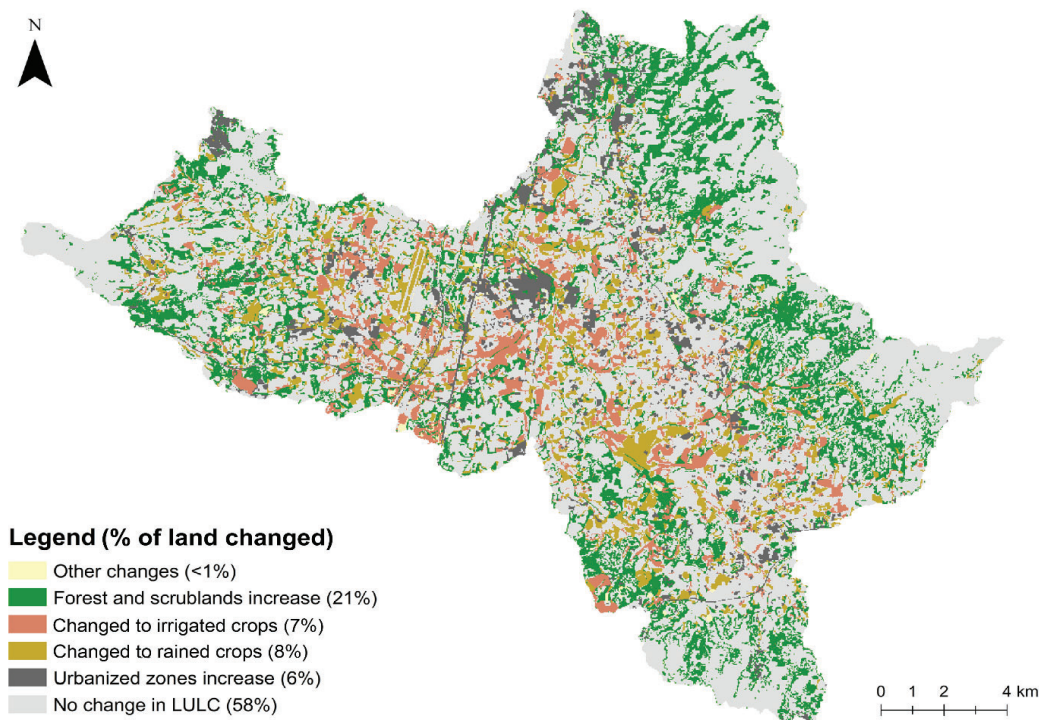 N
Legend (% of land changed)
Other changes (<1%)
Forest and scrublands increase (21%)
Changed to irrigated crops (7%)
Changed to rained crops (8%)
Urbanized zones increase (6%)
No change in LULC (58%)
0 1 2 4 km